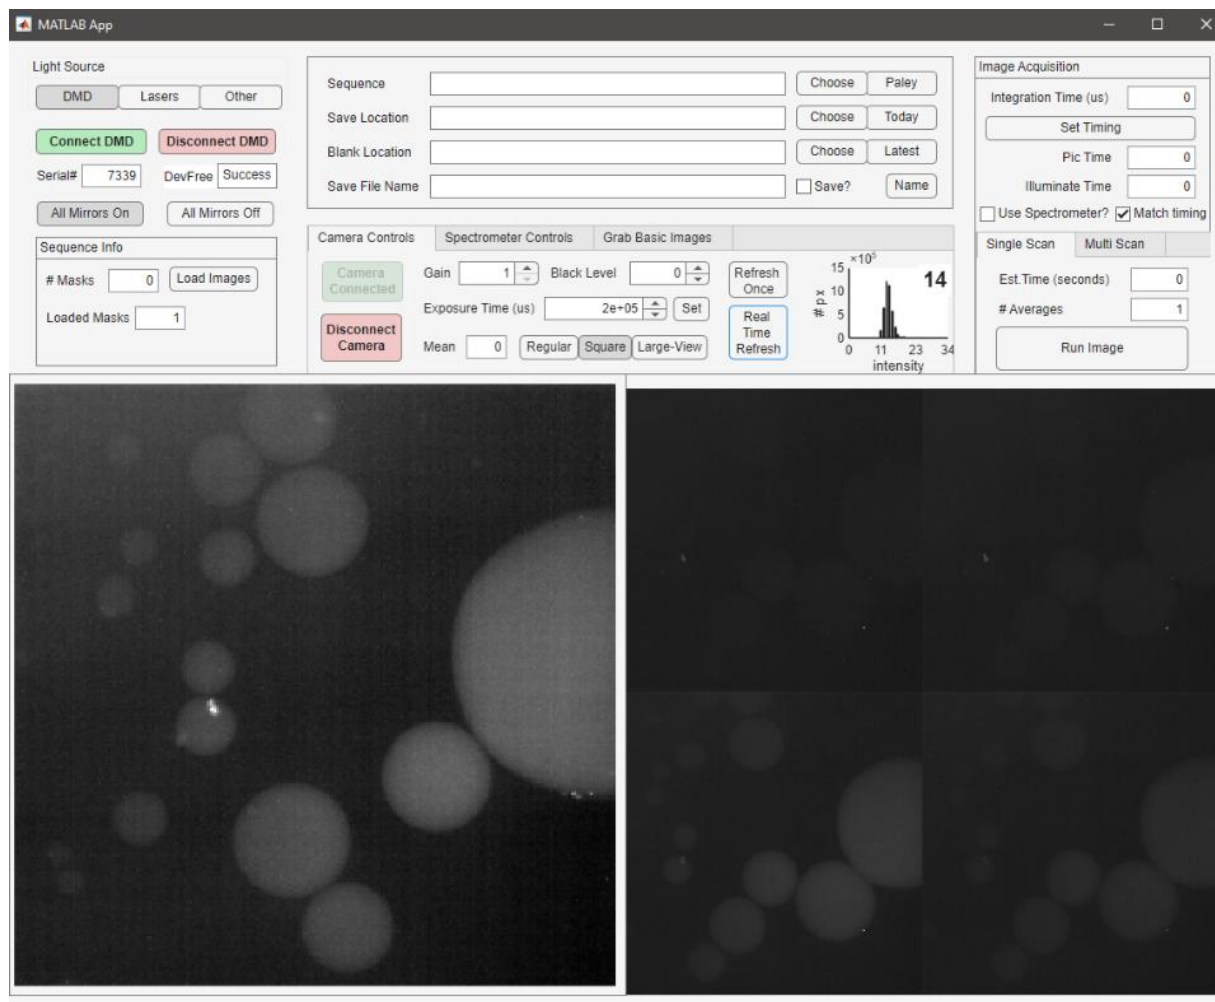 MATLAB App
Light Source
DMD Lasers Other
Connect DMD Disconnect DMD
Serial# 7339 DevFree Success
All Mirrors On All Mirrors Off
Sequence Info
# Masks 0 Load Images
Loaded Masks 1
Sequence Choose Paley
Save Location Choose Today
Blank Location Choose Latest
Save File Name Save? Name
Camera Controls Spectrometer Controls Grab Basic Images
Camera Connected
Gain 1 Black Level 0
Refresh Once
Exposure Time (us) 2e+05 Set
Disconnect Camera
Mean 0 Regular Square Large-View
Real Time Refresh
×10⁵
15
10
5
0
# px
14
0 11 23 34
intensity
Image Acquisition
Integration Time (us) 0
Set Timing
Pic Time 0
Illuminate Time 0
Use Spectrometer? Match timing
Single Scan Multi Scan
Est.Time (seconds) 0
# Averages 1
Run Image